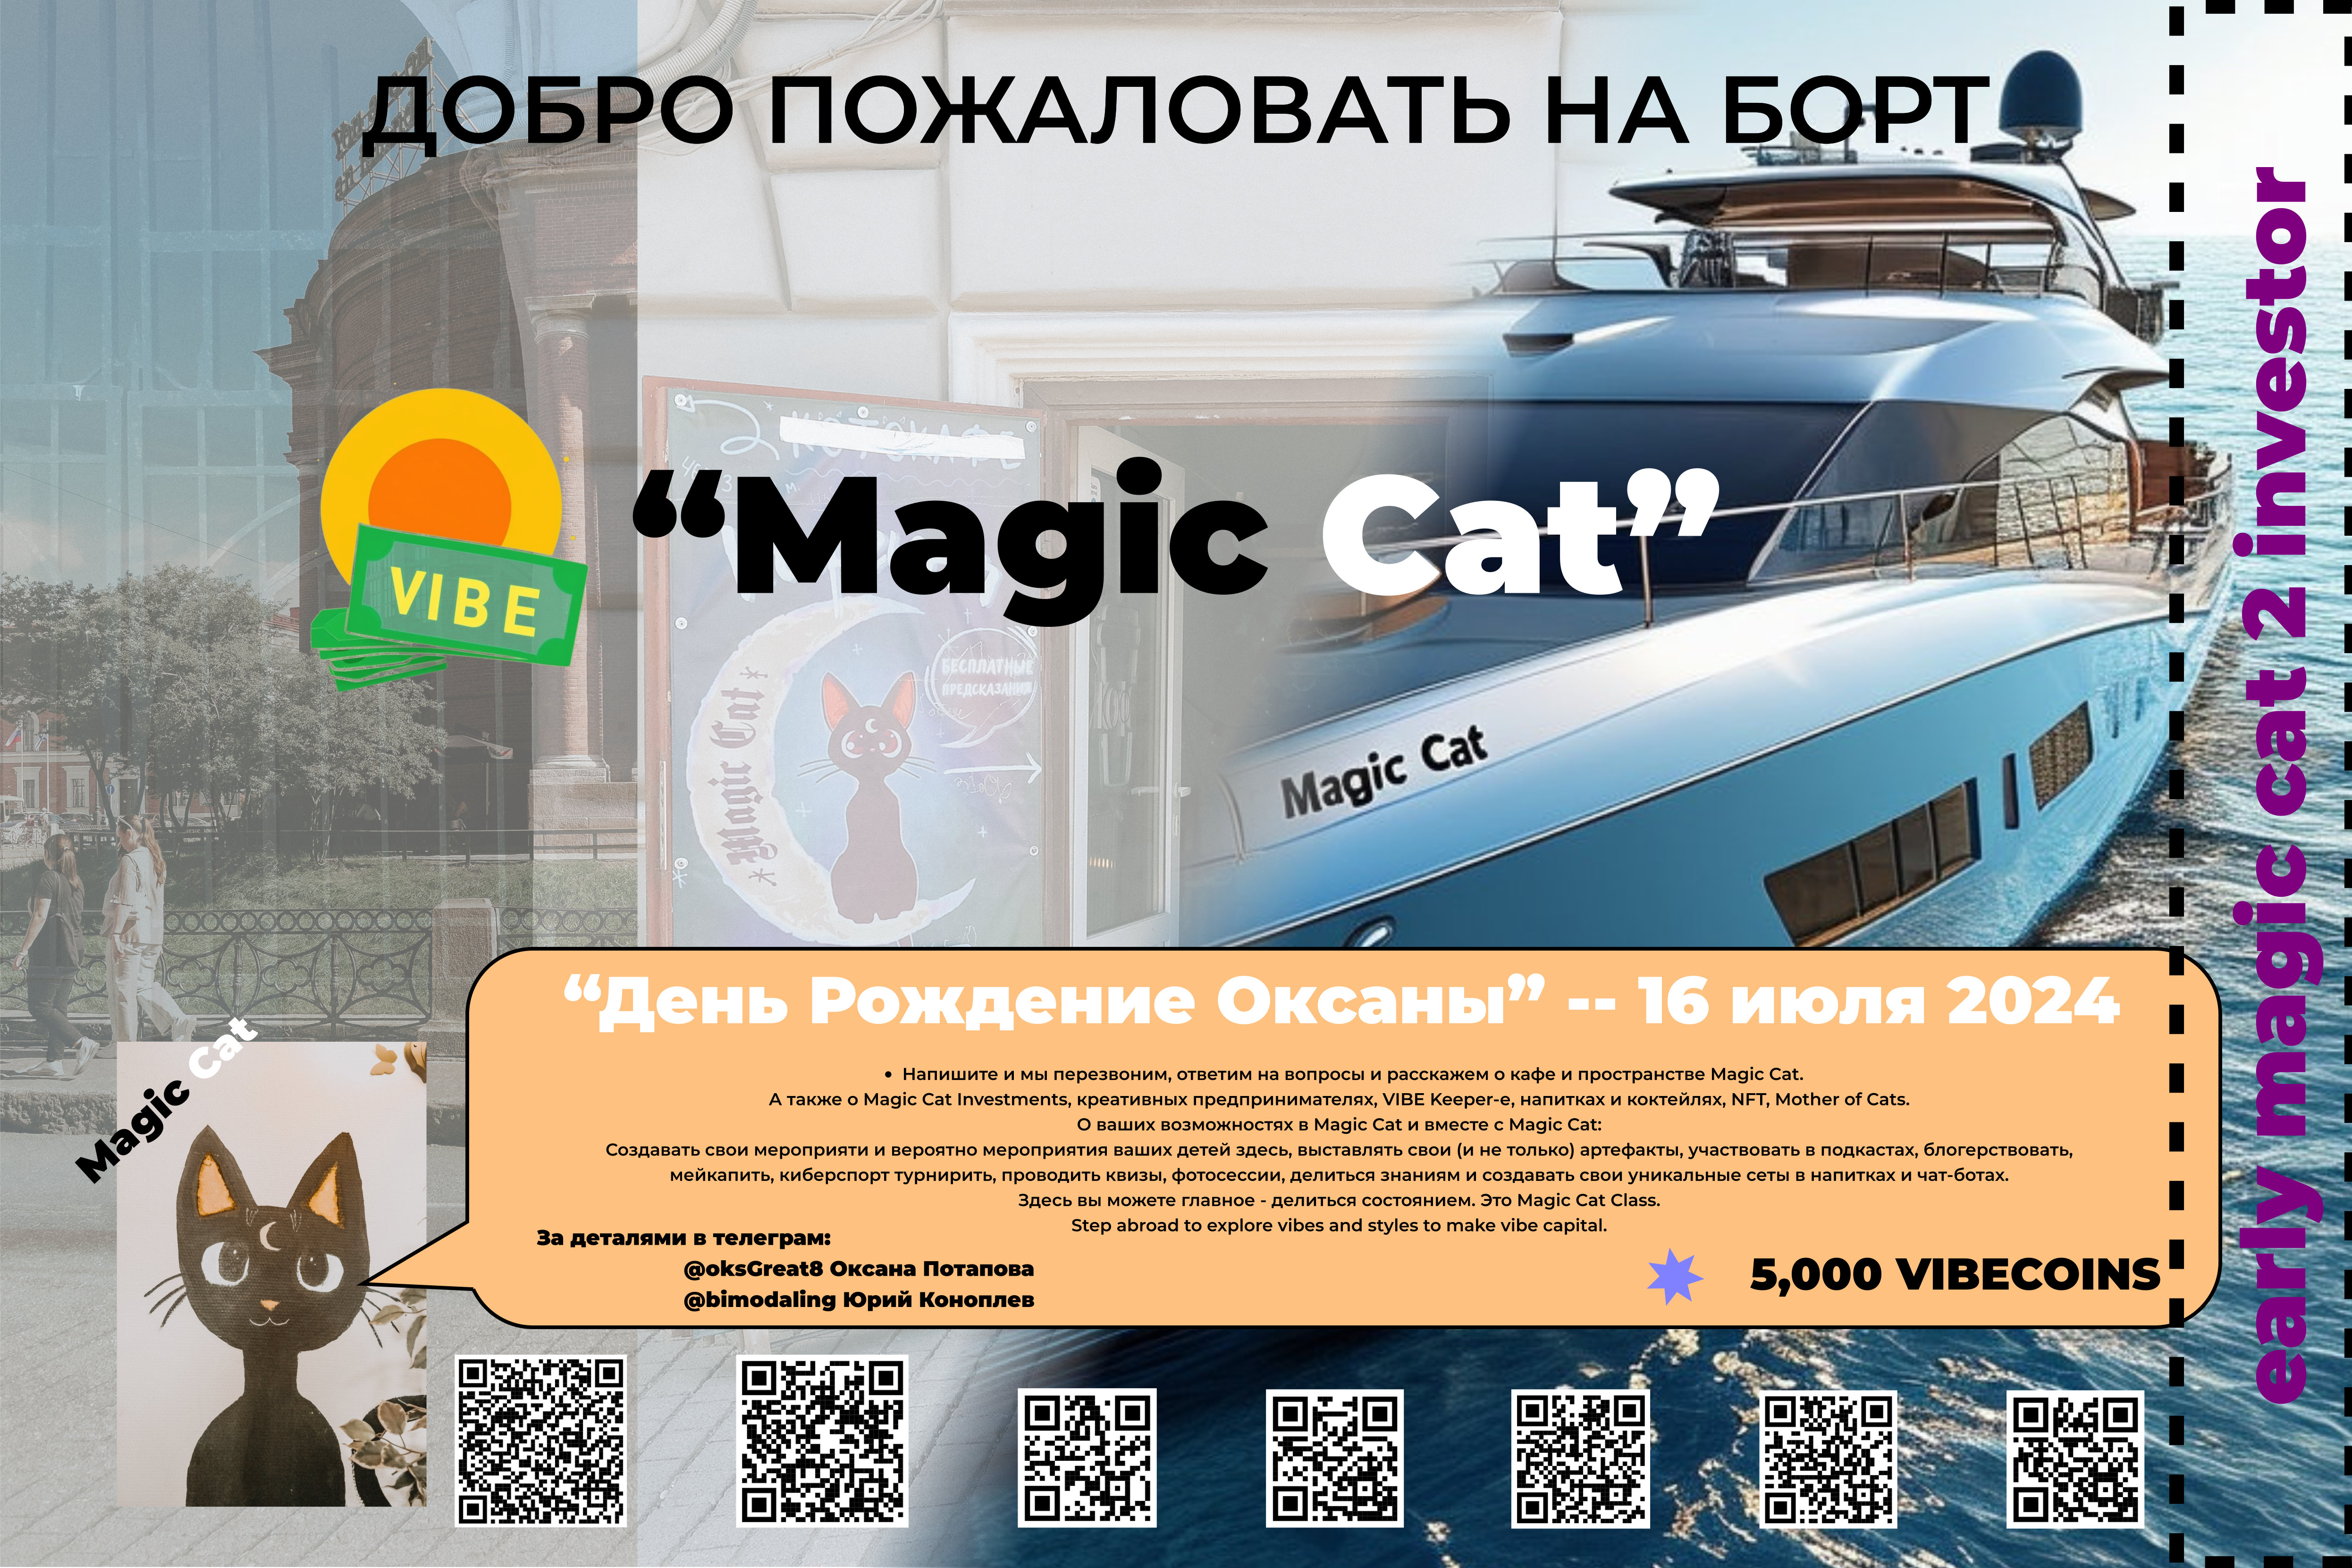 ДОБРО ПОЖАЛОВАТЬ НА БОРТ
КОТОКАФЕ
VIBE
“Magic Cat”
БЕСПЛАТНЫЕ
ПРЕДСКАЗАНИЯ
Magic Cat
Magic Cat
“День Рождение Оксаны” -- 16 июля 2024
Magic Cat
• Напишите и мы перезвоним, ответим на вопросы и расскажем о кафе и пространстве Magic Cat.
А также о Magic Cat Investments, креативных предпринимателях, VIBE Keeper-е, напитках и коктейлях, NFT, Mother of Cats.
О ваших возможностях в Magic Cat и вместе с Magic Cat:
Создавать свои мероприяти и вероятно мероприятия ваших детей здесь, выставлять свои (и не только) артефакты, участвовать в подкастах, блогерствовать,
мейкапить, киберспорт турнирить, проводить квизы, фотосессии, делиться знаниям и создавать свои уникальные сеты в напитках и чат-ботах.
Здесь вы можете главное - делиться состоянием. Это Magic Cat Class.
Step abroad to explore vibes and styles to make vibe capital.
За деталями в телеграм:
@oksGreat8 Оксана Потапова
@bimodaling Юрий Коноплев
5,000 VIBECOINS
early magic cat 2 investor